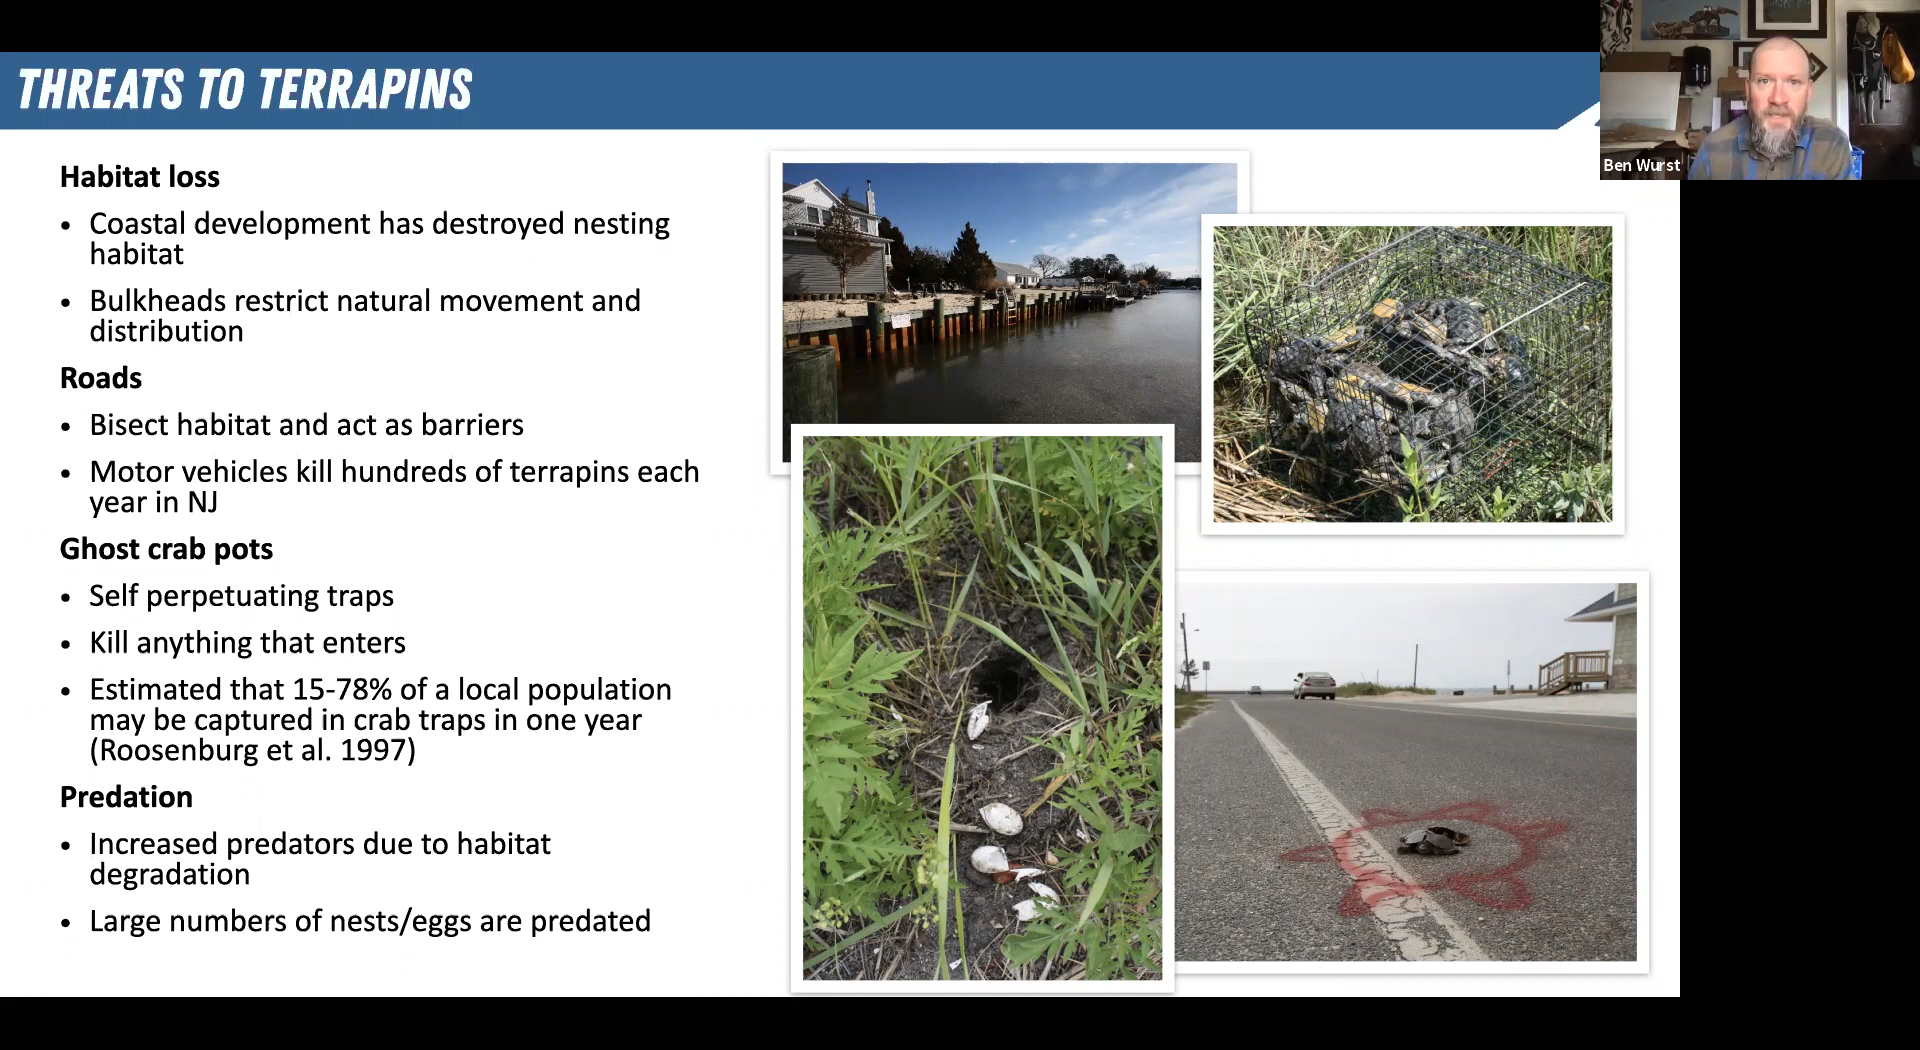 THREATS TO TERRAPINS
Ben Wurst
Habitat loss
• Coastal development has destroyed nesting
habitat
• Bulkheads restrict natural movement and
distribution
Roads
• Bisect habitat and act as barriers
• Motor vehicles kill hundreds of terrapins each
year in NJ
Ghost crab pots
• Self perpetuating traps
• Kill anything that enters
• Estimated that 15-78% of a local population
may be captured in crab traps in one year
(Roosenburg et al. 1997)
Predation
• Increased predators due to habitat
degradation
• Large numbers of nests/eggs are predated